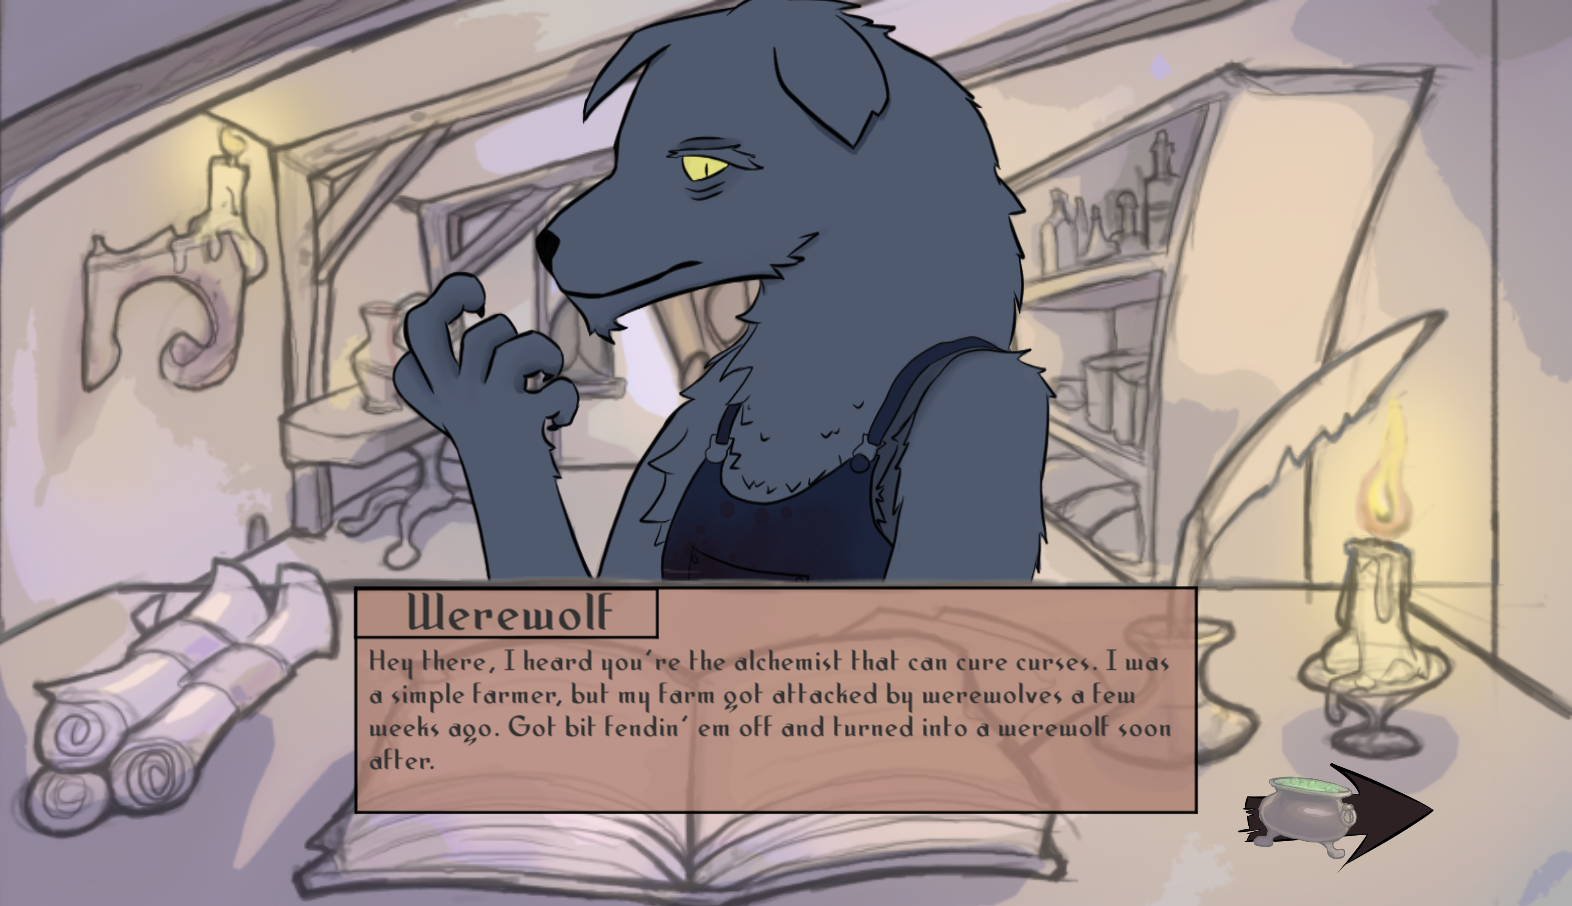 Werewolf
Hey there, I heard you're the alchemist that can cure curses. I was
a simple farmer, but my farm got attacked by werewolves a few
weeks ago. Got bit fendin' em off and turned into a werewolf soon
after.